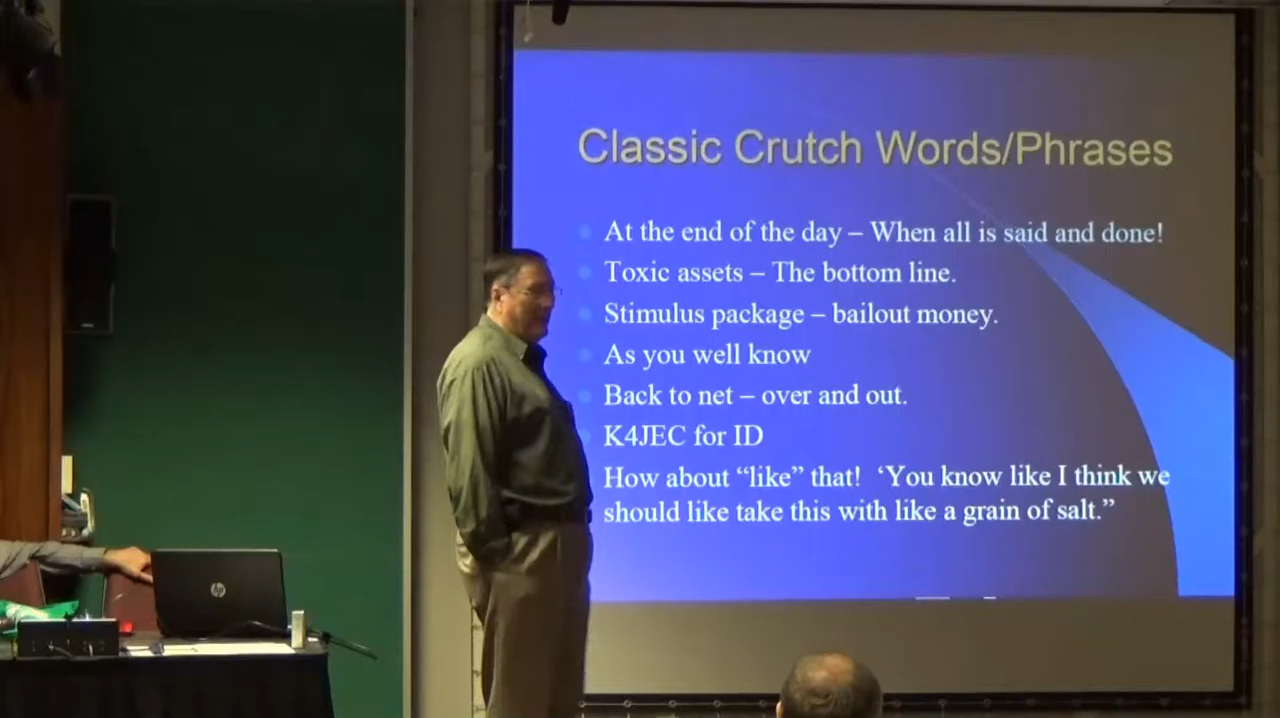 Classic Crutch Words/Phrases
At the end of the day – When all is said and done!
Toxic assets – The bottom line.
Stimulus package – bailout money.
As you well know
Back to net – over and out.
K4JEC for ID
How about “like” that!  ‘You know like I think we
should like take this with like a grain of salt.”
hp